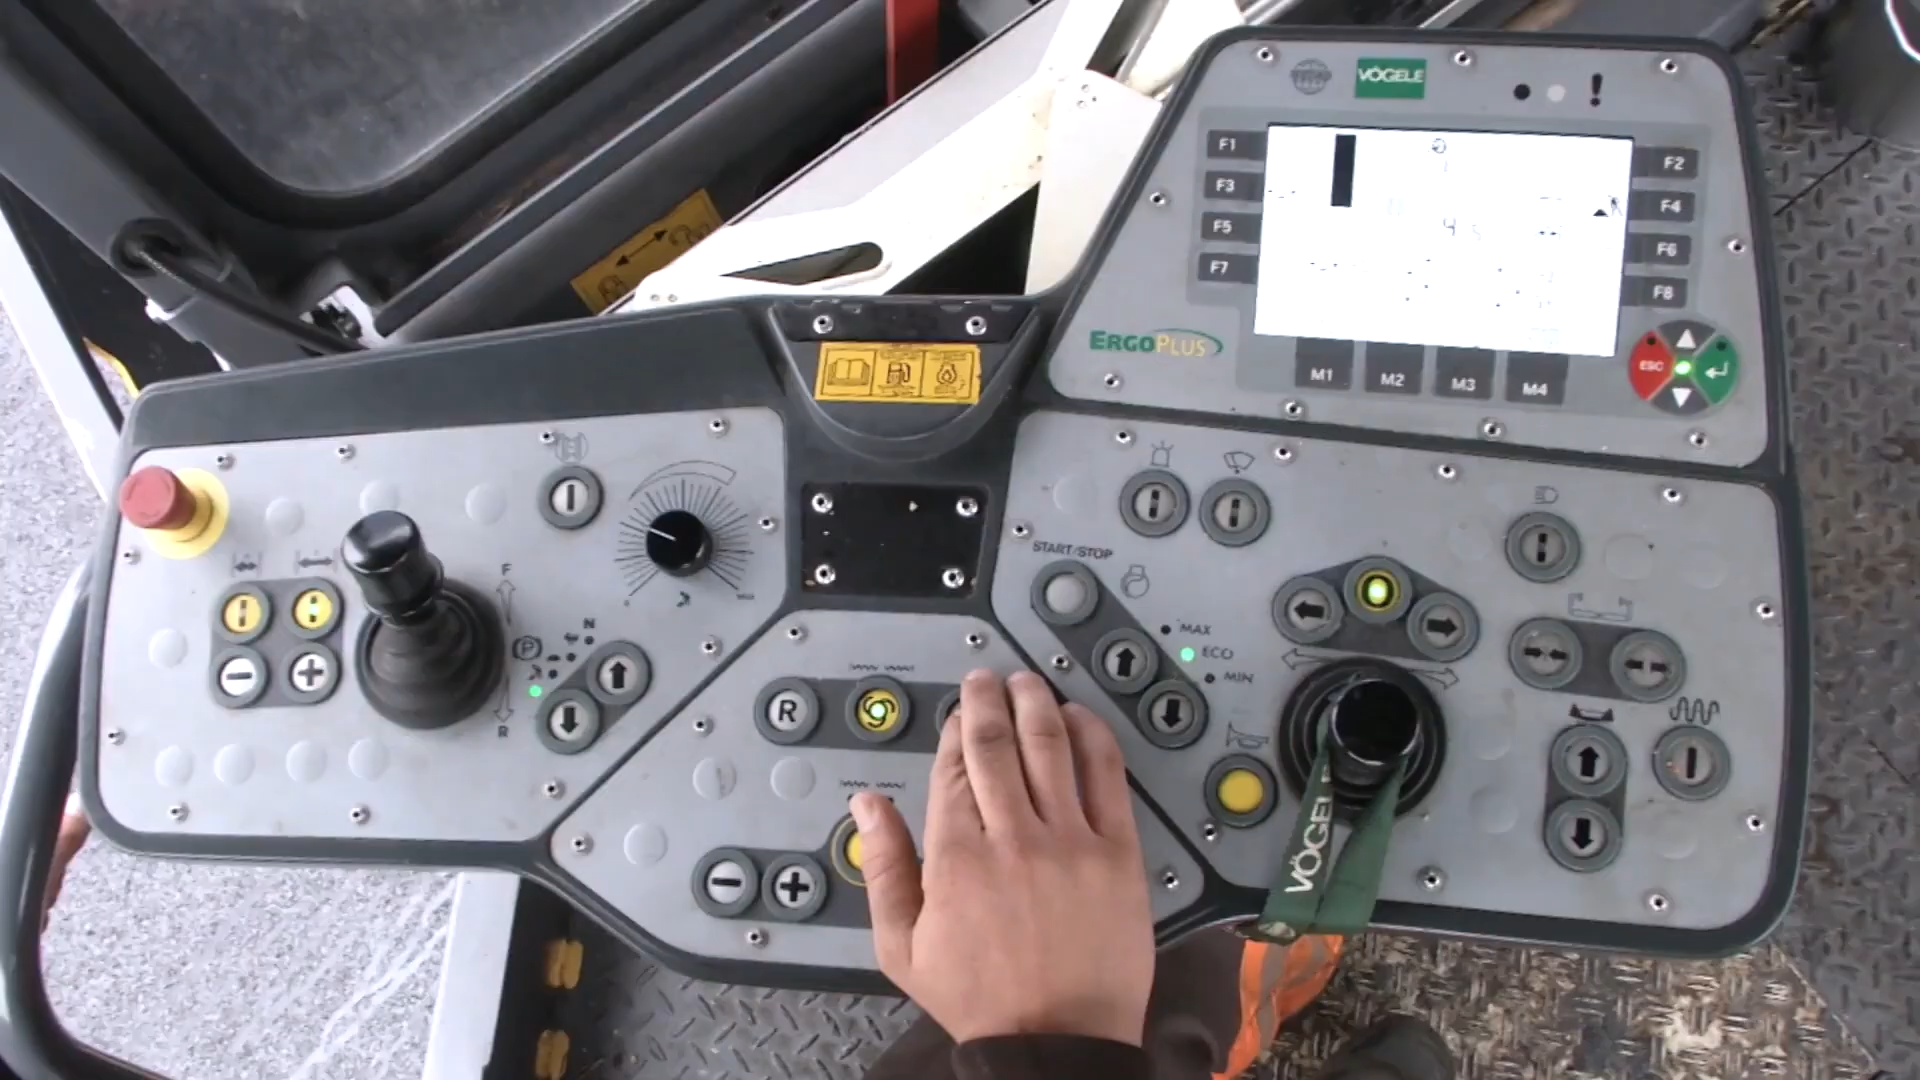 VÖGELE
F1
F2
F3
F4
F5
F6
F7
F8
ERGOPLUS
M1
M2
M3
M4
ESC
START/STOP
F
N
P
R
MAX
ECO
MIN
R
VÖGELE